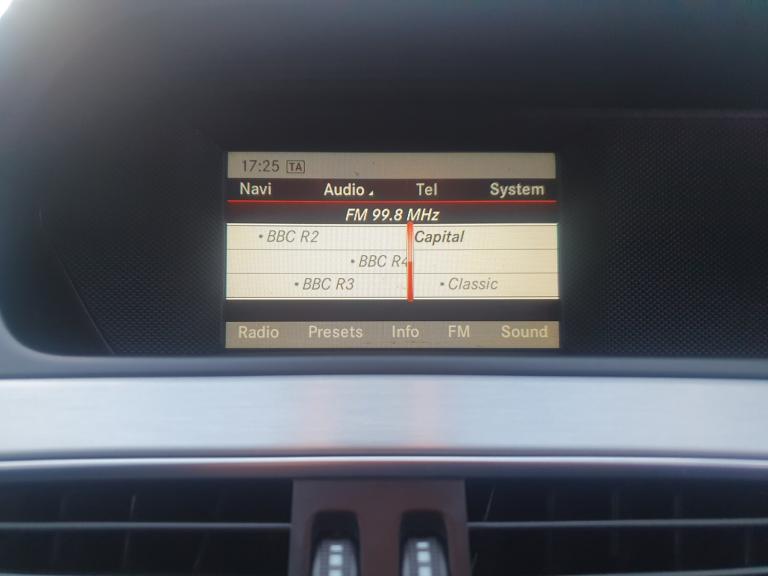 17:25 TA
Navi Audio Tel System
FM 99.8 MHz
• BBC R2 Capital
• BBC R4
• BBC R3 • Classic
Radio Presets Info FM Sound